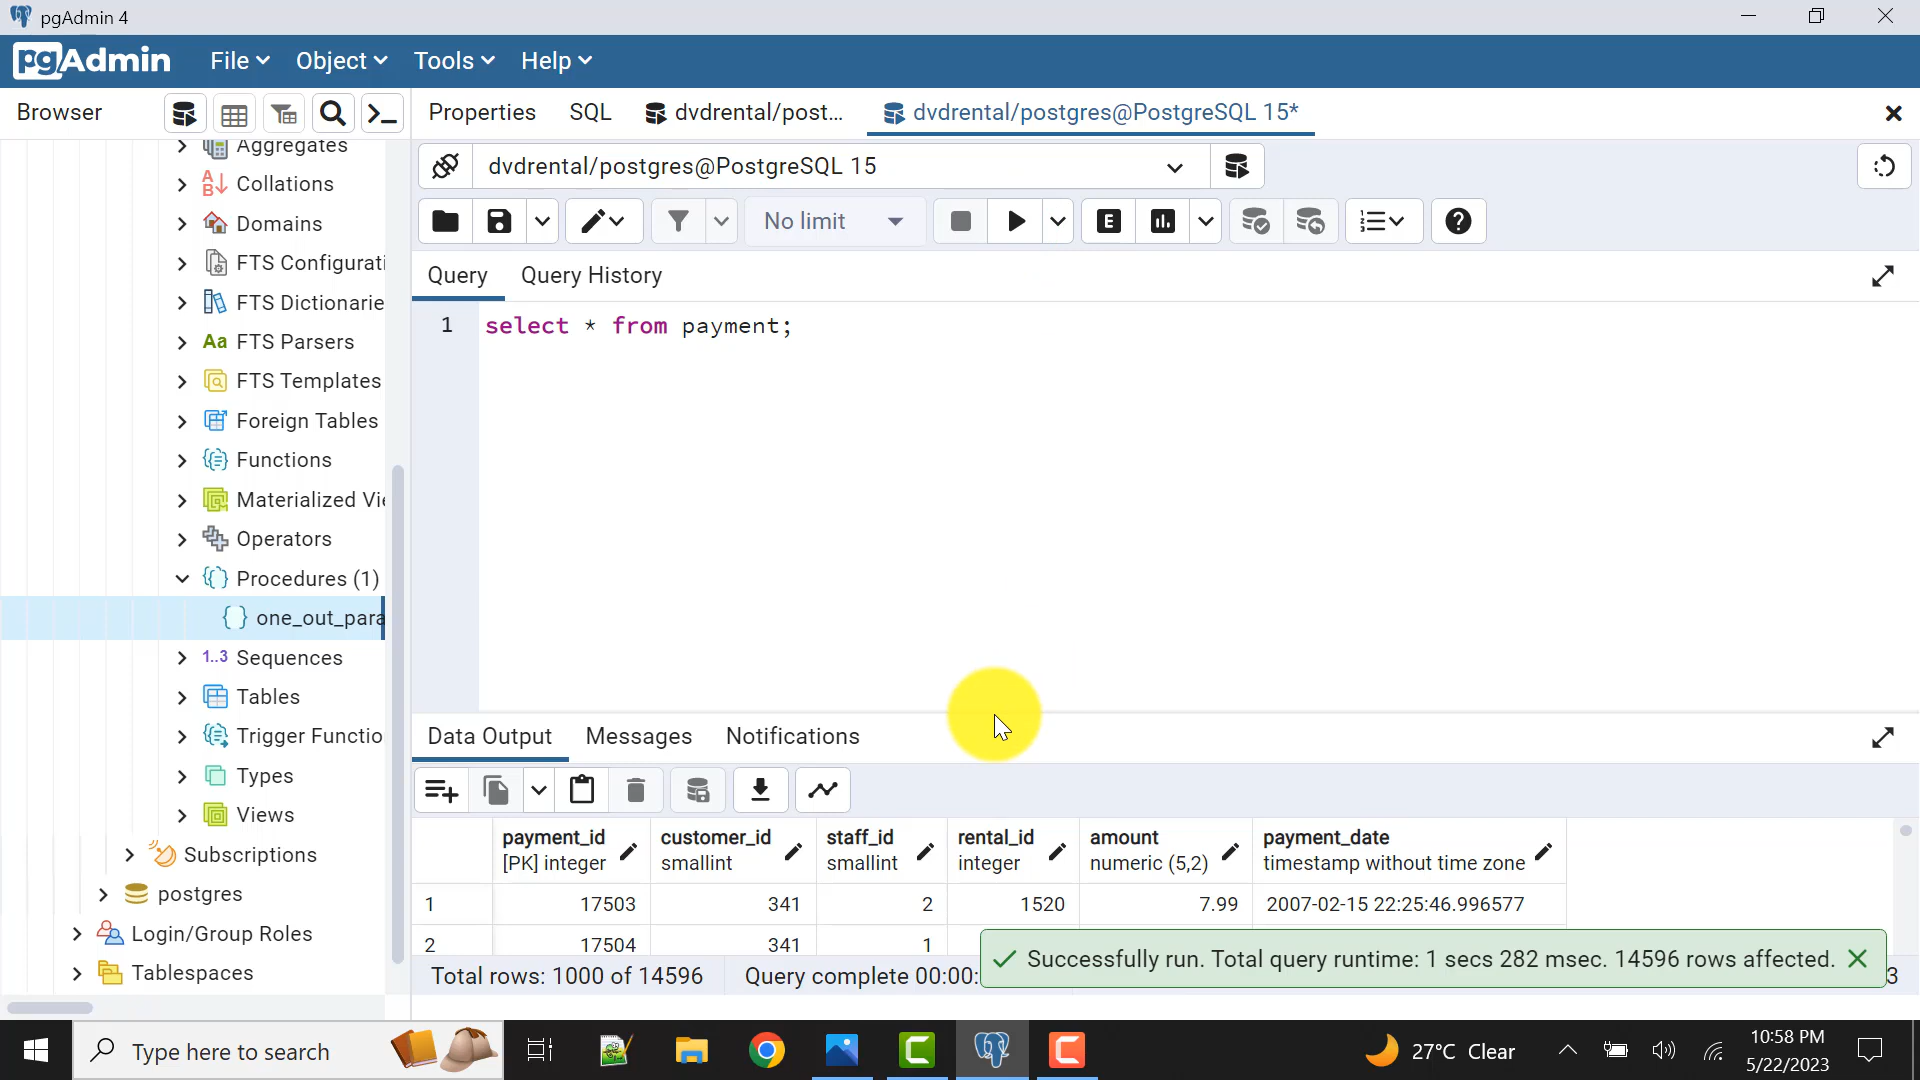 pgAdmin 4
pgAdmin File Object Tools Help
Browser
Properties SQL dvdrental/post... dvdrental/postgres@PostgreSQL 15*
Aggregates
Collations
Domains
FTS Configurati
FTS Dictionarie
FTS Parsers
FTS Templates
Foreign Tables
Functions
Materialized Vie
Operators
Procedures (1)
one_out_para
1..3 Sequences
Tables
Trigger Functio
Types
Views
Subscriptions
postgres
Login/Group Roles
Tablespaces
dvdrental/postgres@PostgreSQL 15
No limit
Query Query History
1 select * from payment;
Data Output Messages Notifications
payment_id customer_id staff_id rental_id amount payment_date
[PK] integer smallint smallint integer numeric (5,2) timestamp without time zone
1 17503 341 2 1520 7.99 2007-02-15 22:25:46.996577
2 17504 341 1
Total rows: 1000 of 14596 Query complete 00:00: 3
Successfully run. Total query runtime: 1 secs 282 msec. 14596 rows affected.
Type here to search
27°C Clear
10:58 PM
5/22/2023